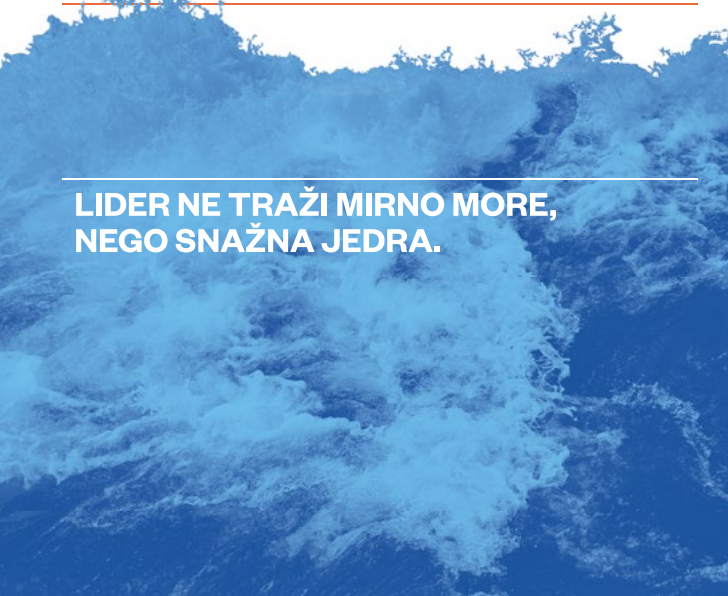 LIDER NE TRAŽI MIRNO MORE,
NEGO SNAŽNA JEDRA.